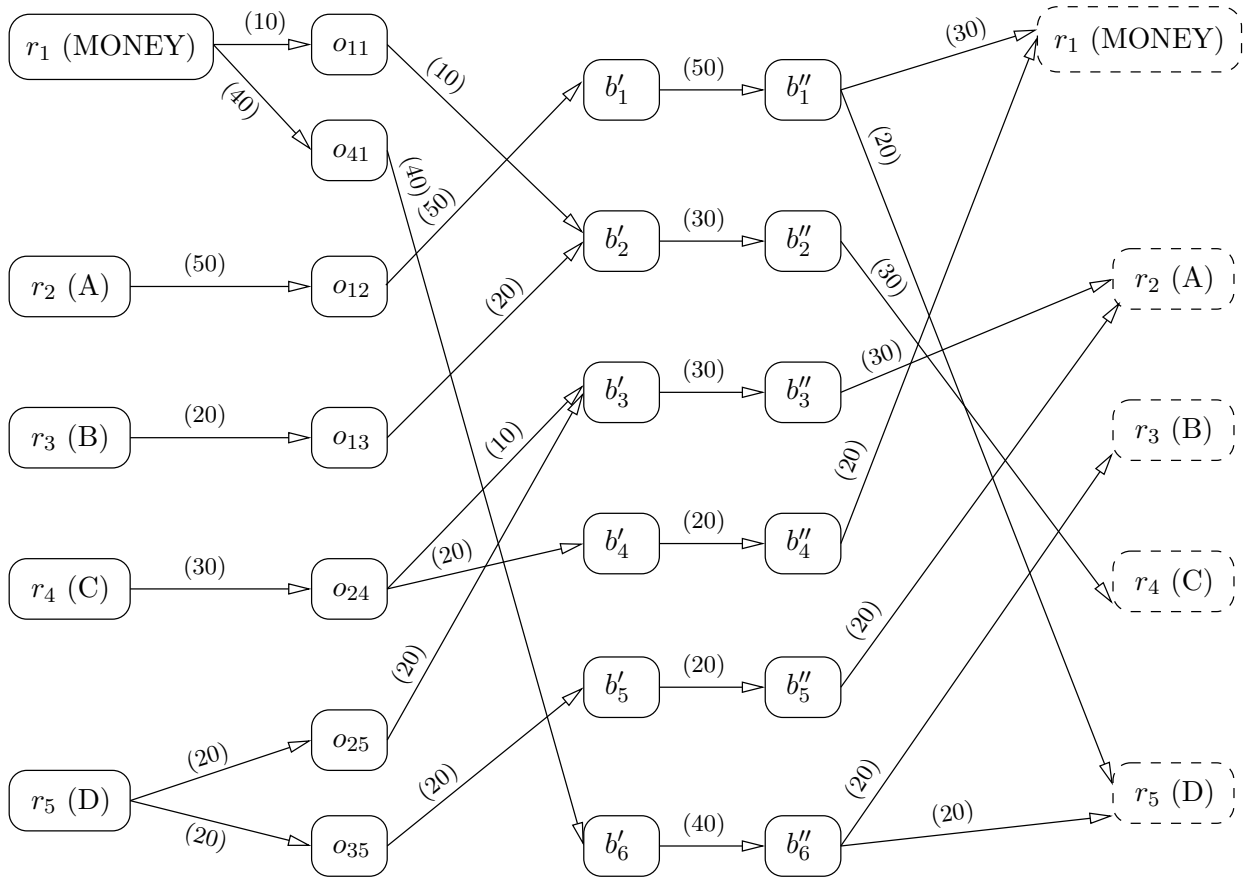 r₁ (MONEY)
(10)
o₁₁
(40)
o₄₁
r₂ (A)
(50)
o₁₂
r₃ (B)
(20)
o₁₃
r₄ (C)
(30)
o₂₄
r₅ (D)
(20)
o₂₅
(20)
o₃₅
(10)
(40)
(50)
(20)
(10)
(20)
(20)
(20)
b′₁
(50)
b″₁
b′₂
(30)
b″₂
b′₃
(30)
b″₃
b′₄
(20)
b″₄
b′₅
(20)
b″₅
b′₆
(40)
b″₆
(30)
(20)
(30)
(30)
(20)
(20)
(20)
(20)
r₁ (MONEY)
r₂ (A)
r₃ (B)
r₄ (C)
r₅ (D)